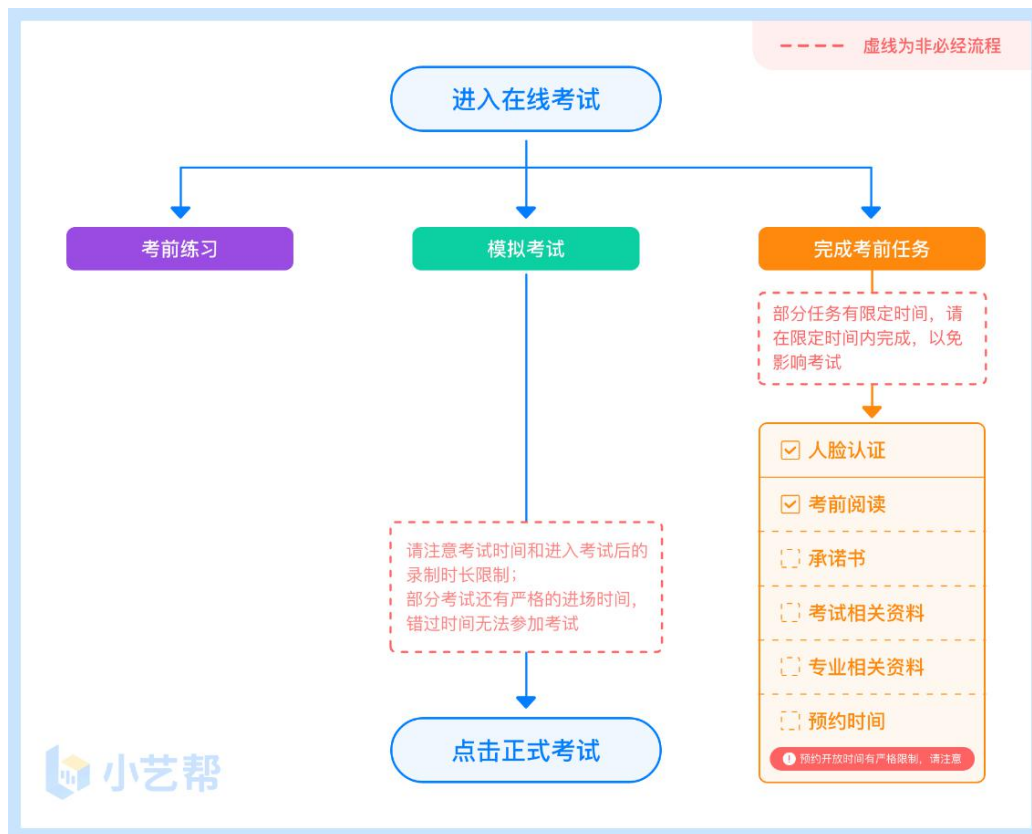 虚线为非必经流程
进入在线考试
考前练习
模拟考试
完成考前任务
部分任务有限定时间，请
在限定时间内完成，以免
影响考试
人脸认证
考前阅读
承诺书
考试相关资料
专业相关资料
预约时间
预约开放时间有严格限制，请注意
请注意考试时间和进入考试后的
录制时长限制；
部分考试还有严格的进场时间，
错过时间无法参加考试
点击正式考试
小艺帮